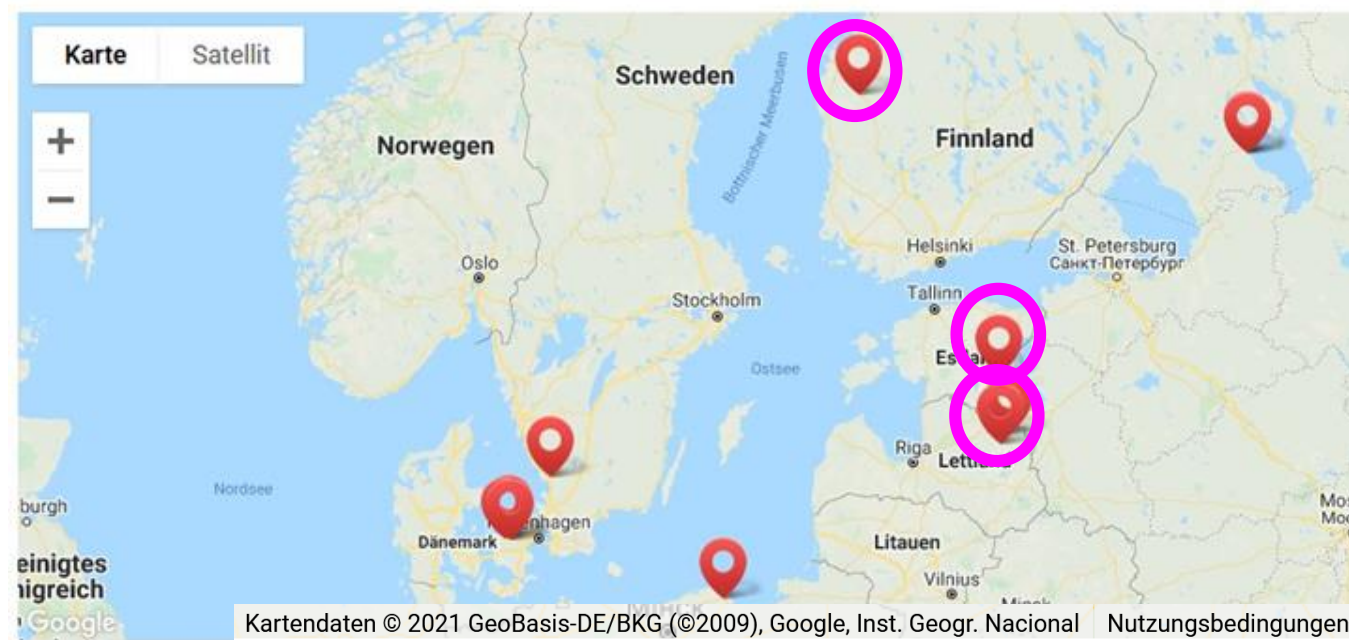 Karte Satellit
Schweden
Bottnischer Meerbusen
+
Norwegen
Finnland
−
Helsinki
St. Petersburg
Санкт-Петербург
Oslo
Tallinn
Stockholm
Ostsee
Riga
Nordsee
burgh
Dänemark
Litauen
einigtes
nigreich
Vilnius
Google
Kartendaten © 2021 GeoBasis-DE/BKG (©2009), Google, Inst. Geogr. Nacional Nutzungsbedingungen